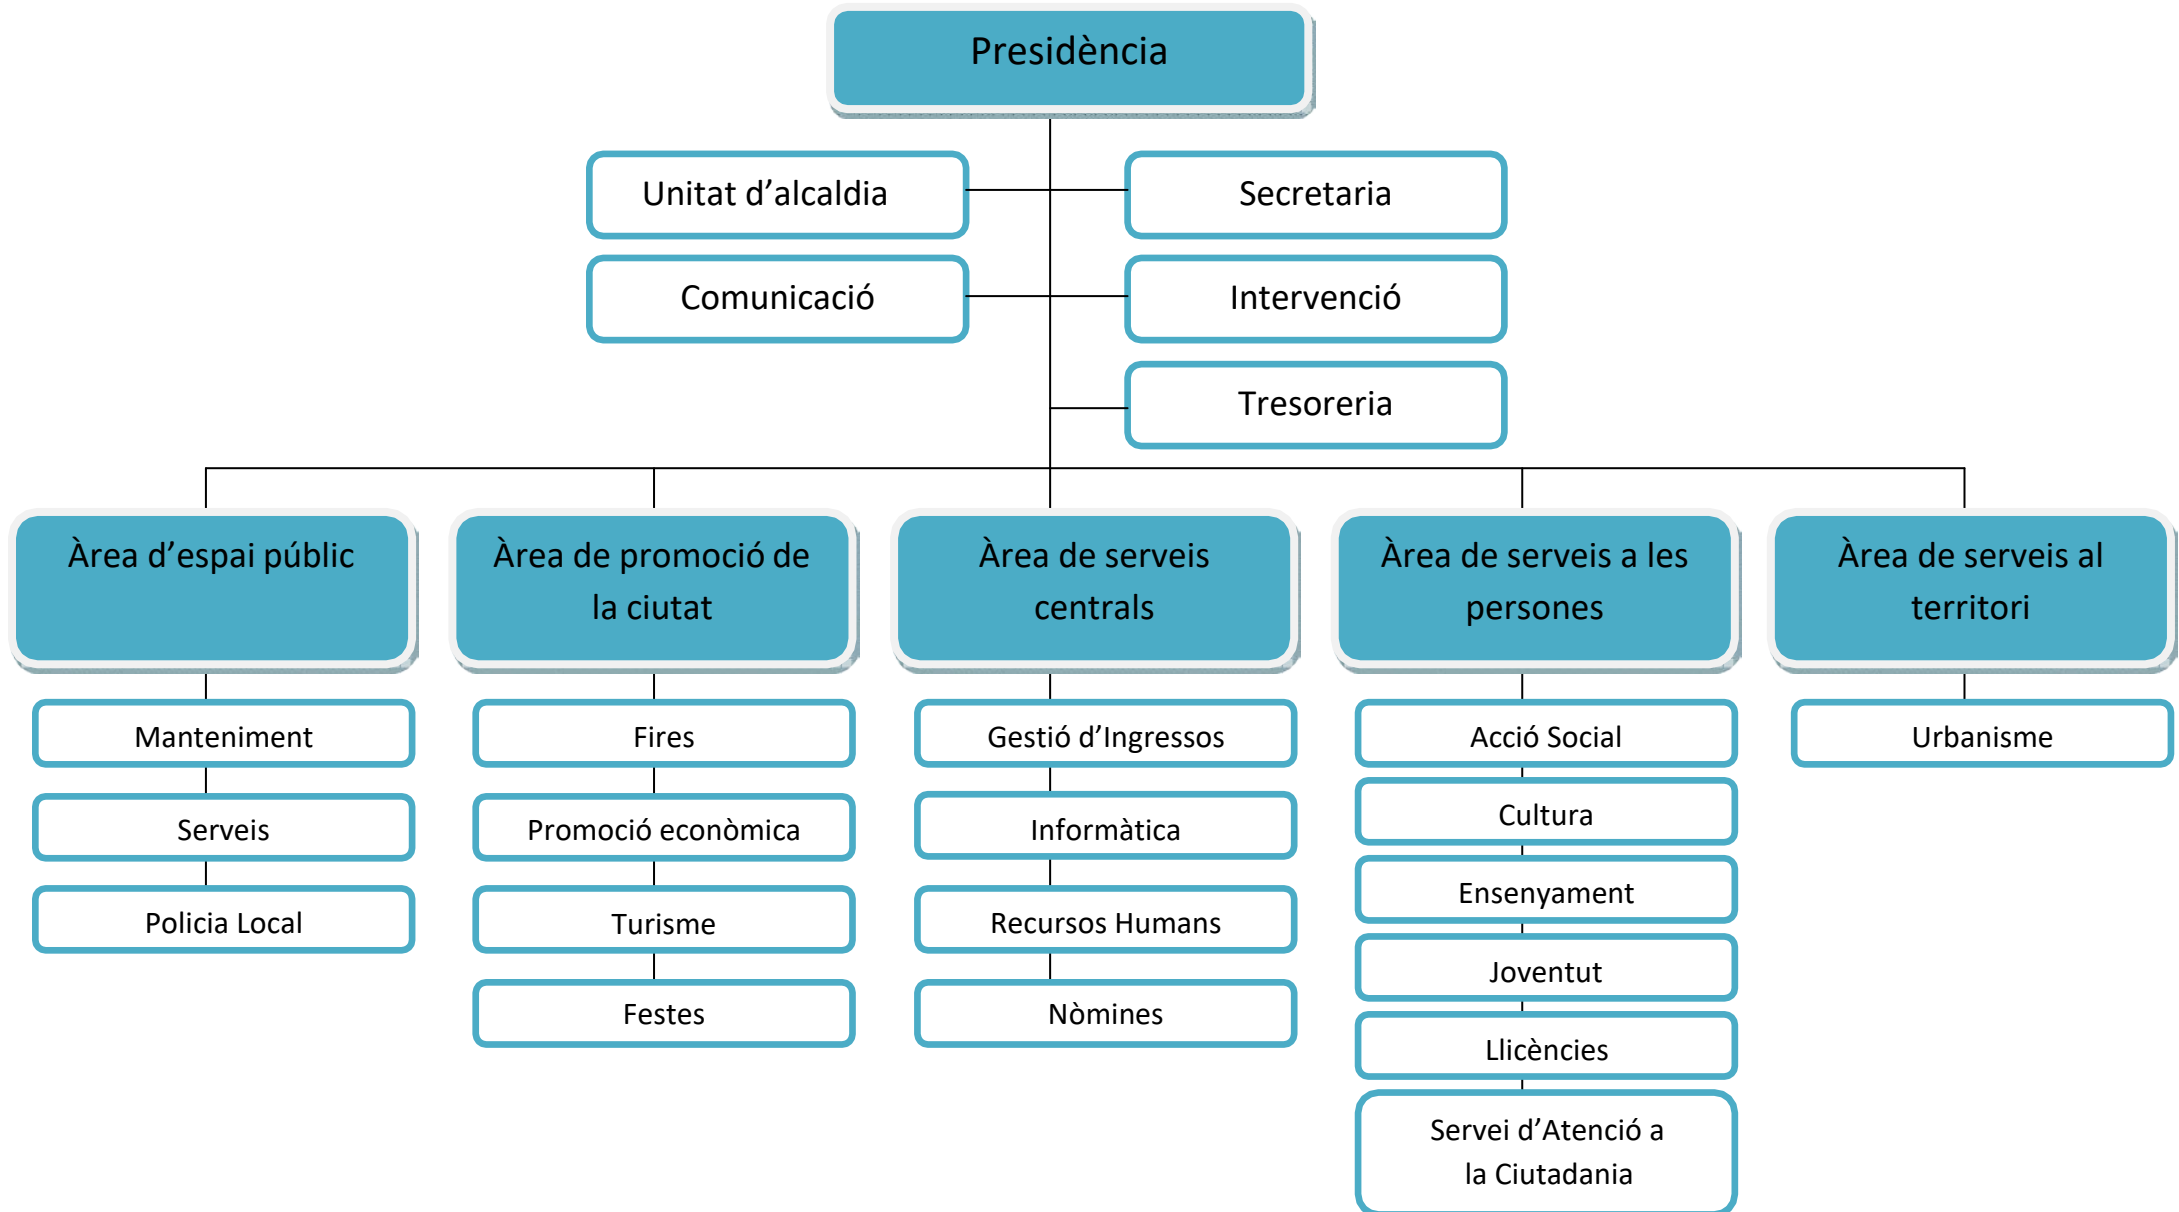 Presidència
Unitat d’alcaldia
Secretaria
Comunicació
Intervenció
Tresoreria
Àrea d’espai públic
Àrea de promoció de
la ciutat
Àrea de serveis
centrals
Àrea de serveis a les
persones
Àrea de serveis al
territori
Manteniment
Serveis
Policia Local
Fires
Promoció econòmica
Turisme
Festes
Gestió d’Ingressos
Informàtica
Recursos Humans
Nòmines
Acció Social
Cultura
Ensenyament
Joventut
Llicències
Servei d’Atenció a
la Ciutadania
Urbanisme